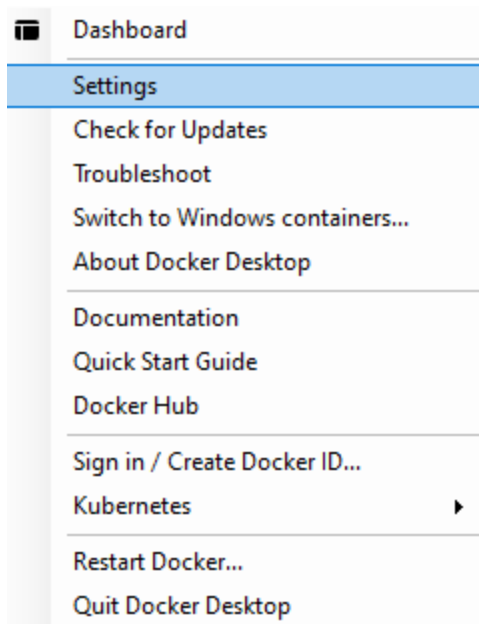 Dashboard
Settings
Check for Updates
Troubleshoot
Switch to Windows containers...
About Docker Desktop
Documentation
Quick Start Guide
Docker Hub
Sign in / Create Docker ID...
Kubernetes
Restart Docker...
Quit Docker Desktop